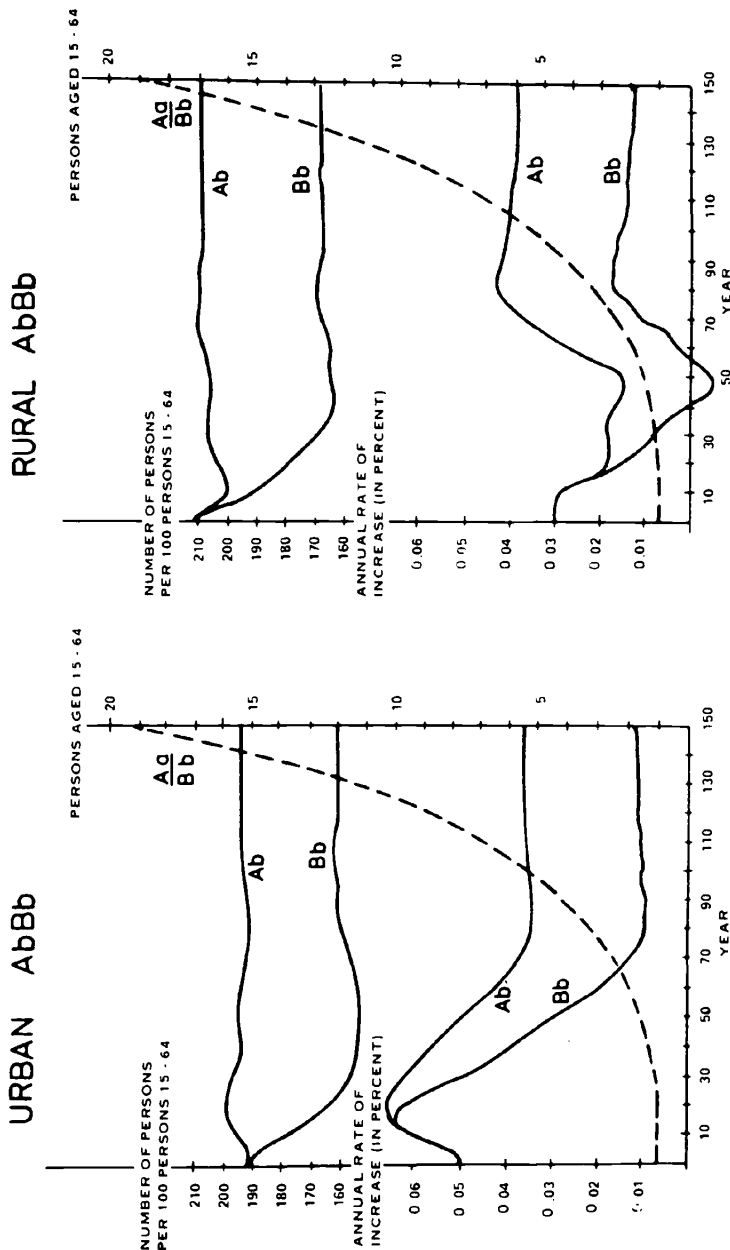 URBAN AbBb
NUMBER OF PERSONS
PER 100 PERSONS 15 - 64
210
200
190
180
170
160
ANNUAL RATE OF
INCREASE (IN PERCENT)
0 06
0 05
0 04
0 03
0 02
PERSONS AGED 15 - 64
20
15
10
5
Aa
Bb
Ab
Bb
Ab
Bb
10 30 50 70 90 110 130 150
YEAR
RURAL AbBb
NUMBER OF PERSONS
PER 100 PERSONS 15 - 64
210
200
190
180
170
160
ANNUAL RATE OF
INCREASE (IN PERCENT)
0 06
0 05
0 04
0 03
0 02
0 01
PERSONS AGED 15 - 64
20
15
10
5
Aa
Bb
Ab
Bb
Ab
Bb
10 30 50 70 90 110 130 150
YEAR